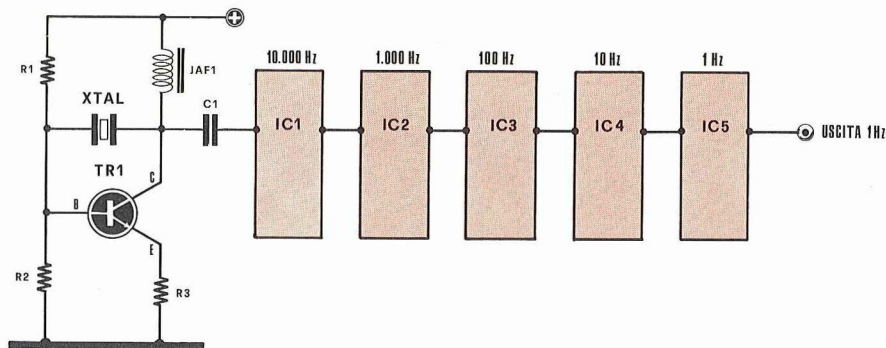 10.000 Hz 1.000 Hz 100 Hz 10 Hz 1 Hz
R1
JAF1
XTAL
C1
IC1 IC2 IC3 IC4 IC5
USCITA 1Hz
TR1
C
B
E
R2
R3